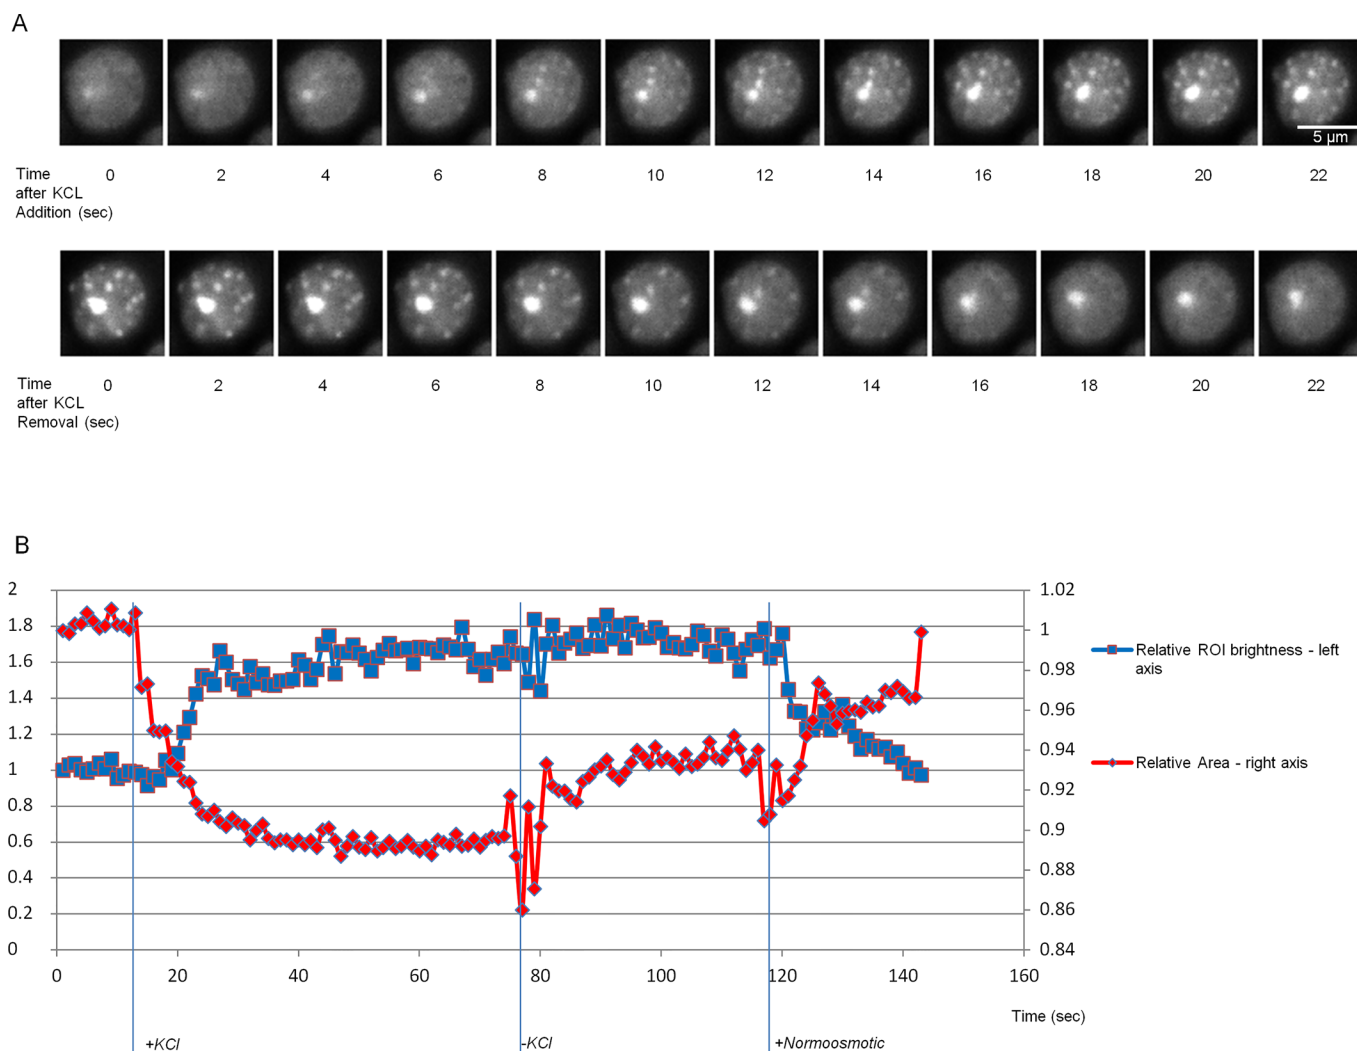 A
5 µm
Time
after KCL
Addition (sec)
0 2 4 6 8 10 12 14 16 18 20 22
Time
after KCL
Removal (sec)
0 2 4 6 8 10 12 14 16 18 20 22
B
2
1.8
1.6
1.4
1.2
1
0.8
0.6
0.4
0.2
0
1.02
1
0.98
0.96
0.94
0.92
0.9
0.88
0.86
0.84
Relative ROI brightness - left
axis
Relative Area - right axis
0 20 40 60 80 100 120 140 160
Time (sec)
+KCl -KCl +Normoosmotic